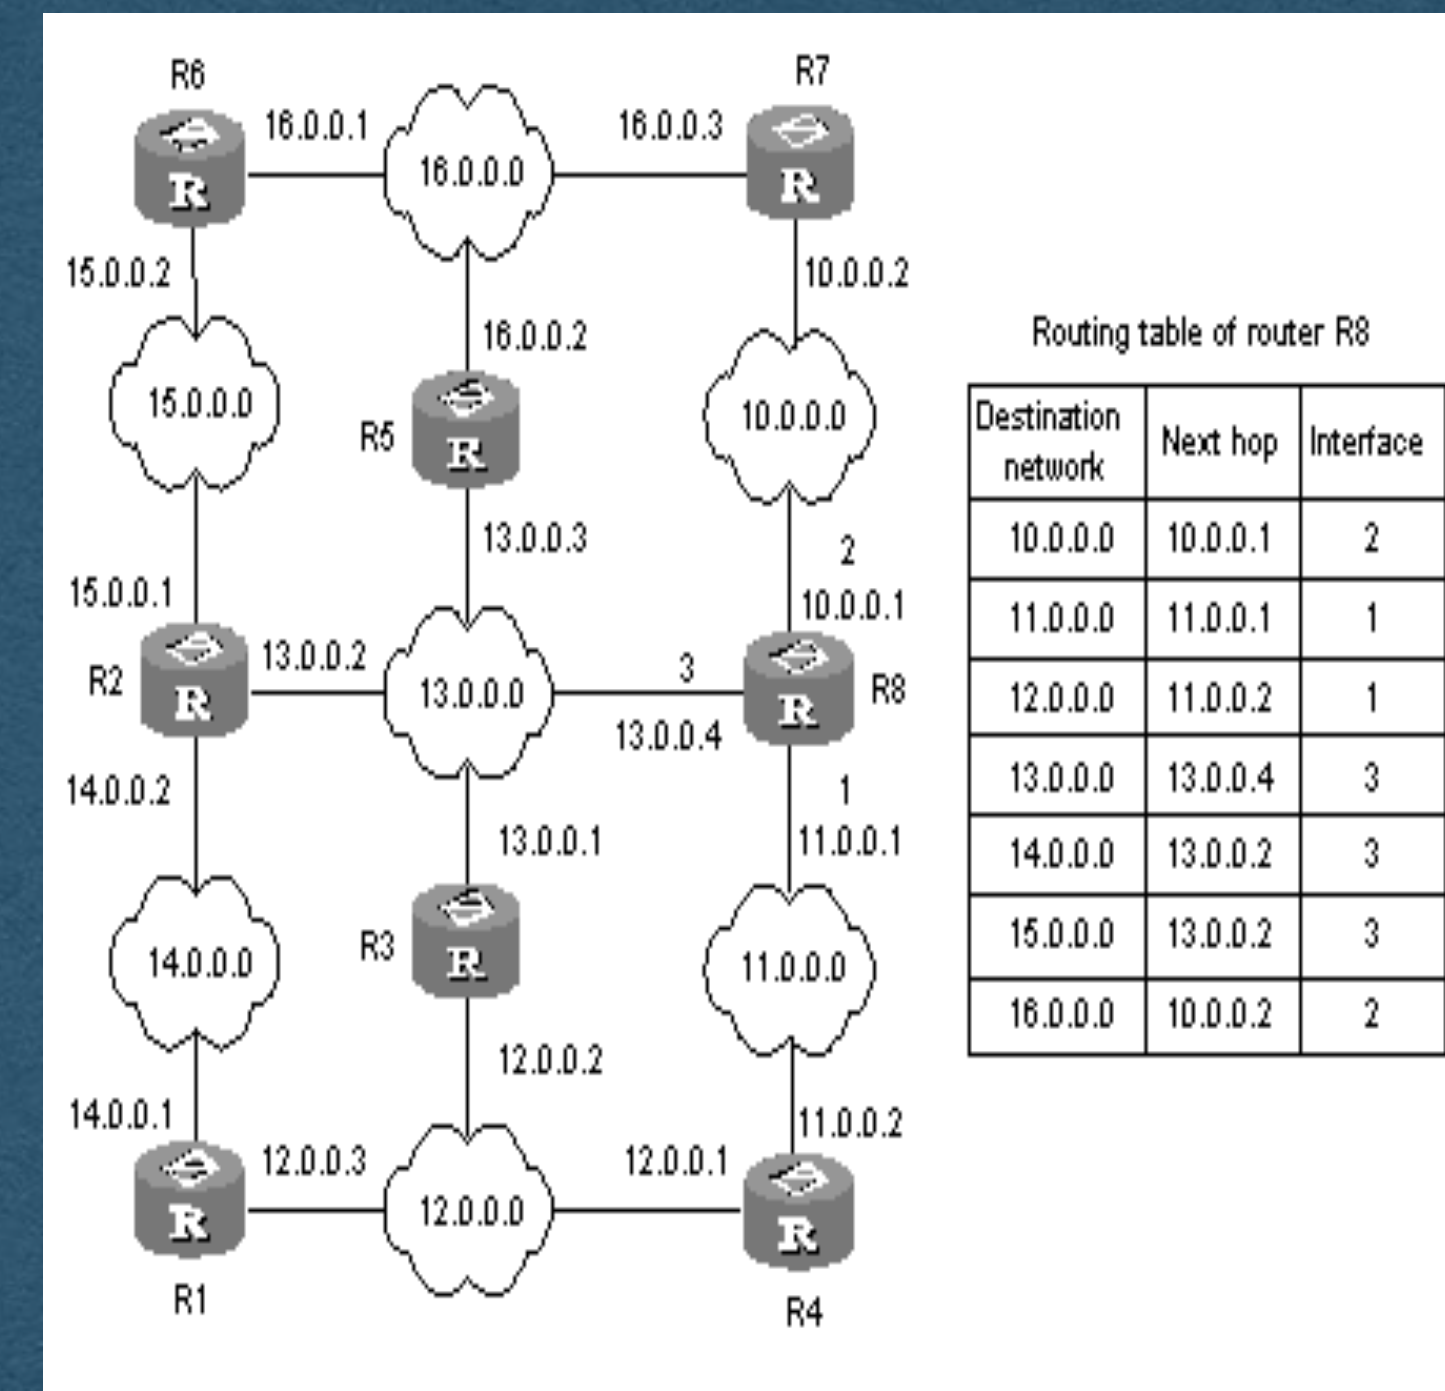 R6
R7
16.0.0.1
16.0.0.3
16.0.0.0
R
R
15.0.0.2
10.0.0.2
16.0.0.2
Routing table of router R8
15.0.0.0
10.0.0.0
R5
R
13.0.0.3
2
15.0.0.1
10.0.0.1
R2
13.0.0.2
13.0.0.0
3
R8
R
R
13.0.0.4
14.0.0.2
1
13.0.0.1
11.0.0.1
R3
R
14.0.0.0
11.0.0.0
12.0.0.2
14.0.0.1
11.0.0.2
12.0.0.3
12.0.0.1
12.0.0.0
R
R
R1
R4
Destination network Next hop Interface
10.0.0.0 10.0.0.1 2
11.0.0.0 11.0.0.1 1
12.0.0.0 11.0.0.2 1
13.0.0.0 13.0.0.4 3
14.0.0.0 13.0.0.2 3
15.0.0.0 13.0.0.2 3
16.0.0.0 10.0.0.2 2